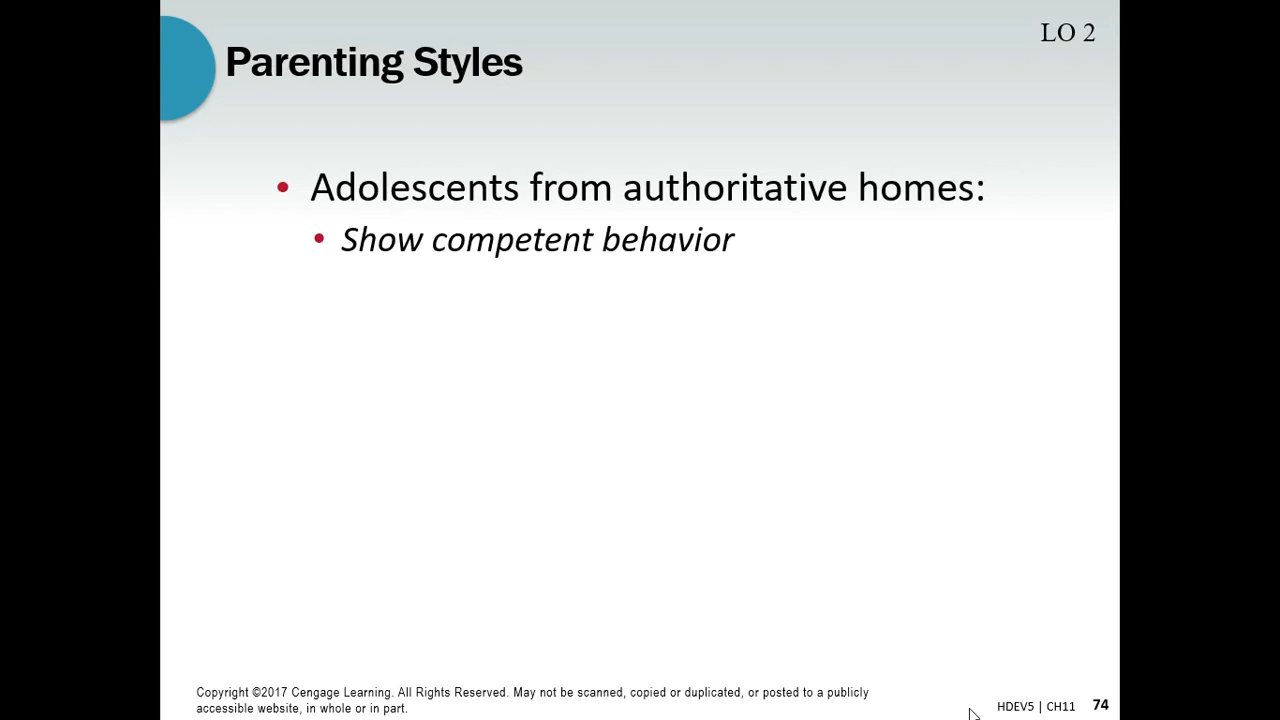 LO 2
Parenting Styles
• Adolescents from authoritative homes:
• Show competent behavior
Copyright ©2017 Cengage Learning. All Rights Reserved. May not be scanned, copied or duplicated, or posted to a publicly
accessible website, in whole or in part.
HDEV5 | CH11 74